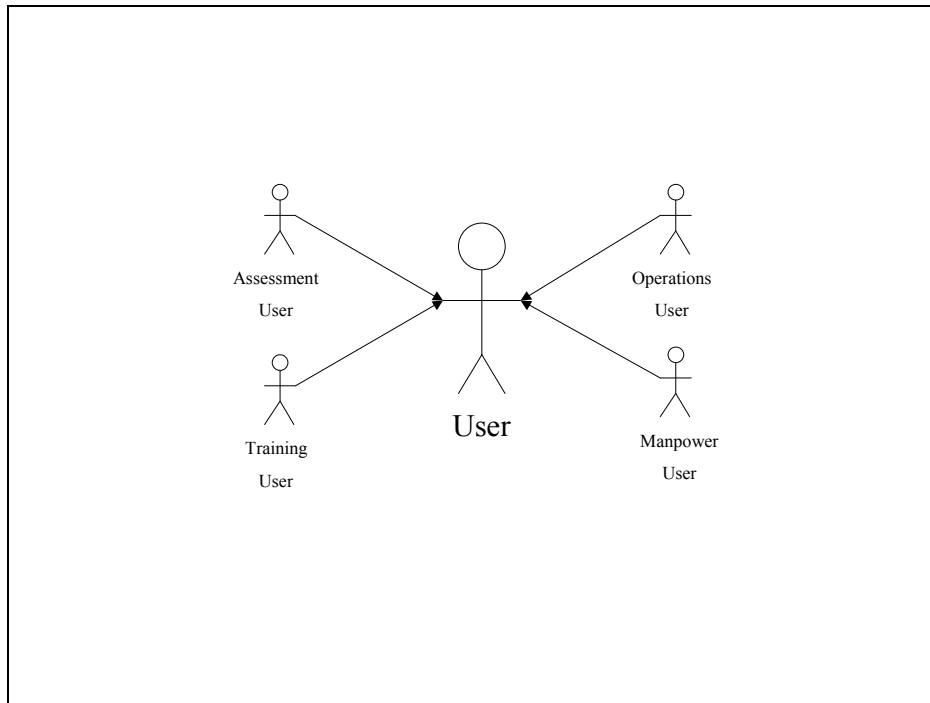 Assessment
User
Operations
User
Training
User
User
Manpower
User